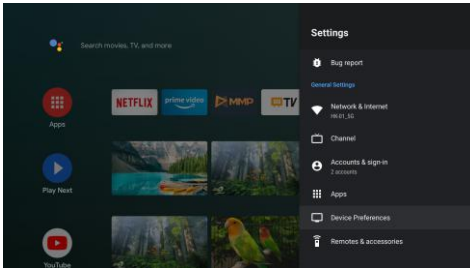 Search movies, TV, and more
Apps
NETFLIX
prime video
MMP
TV
Play Next
YouTube
Settings
Bug report
General Settings
Network & Internet
HK-01_5G
Channel
Accounts & sign-in
2 accounts
Apps
Device Preferences
Remotes & accessories